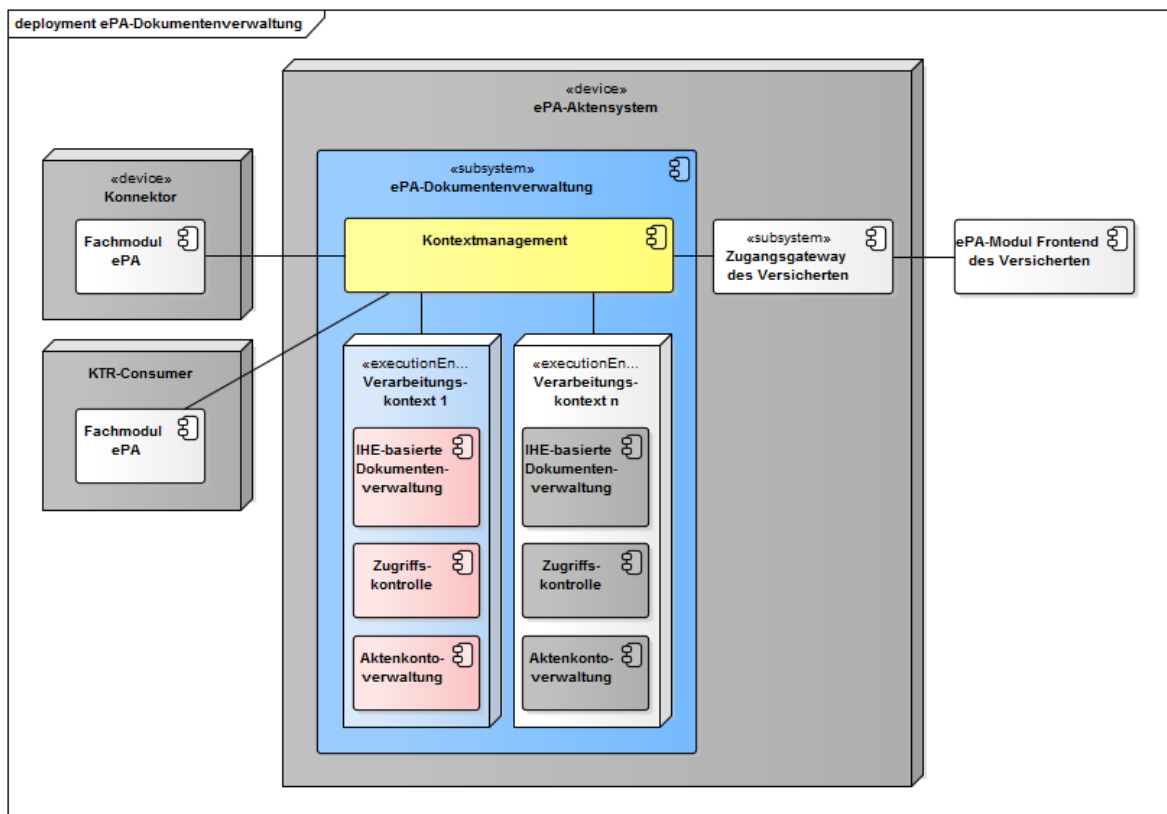 deployment ePA-Dokumentenverwaltung
«device»
ePA-Aktensystem
«device»
Konnektor
Fachmodul
ePA
KTR-Consumer
Fachmodul
ePA
«subsystem»
ePA-Dokumentenverwaltung
Kontextmanagement
«subsystem»
Zugangsgateway
des Versicherten
ePA-Modul Frontend
des Versicherten
«executionEn...
Verarbeitungs-
kontext 1
IHE-basierte
Dokumenten-
verwaltung
Zugriffs-
kontrolle
Aktenkonto-
verwaltung
«executionEn...
Verarbeitungs-
kontext n
IHE-basierte
Dokumenten-
verwaltung
Zugriffs-
kontrolle
Aktenkonto-
verwaltung